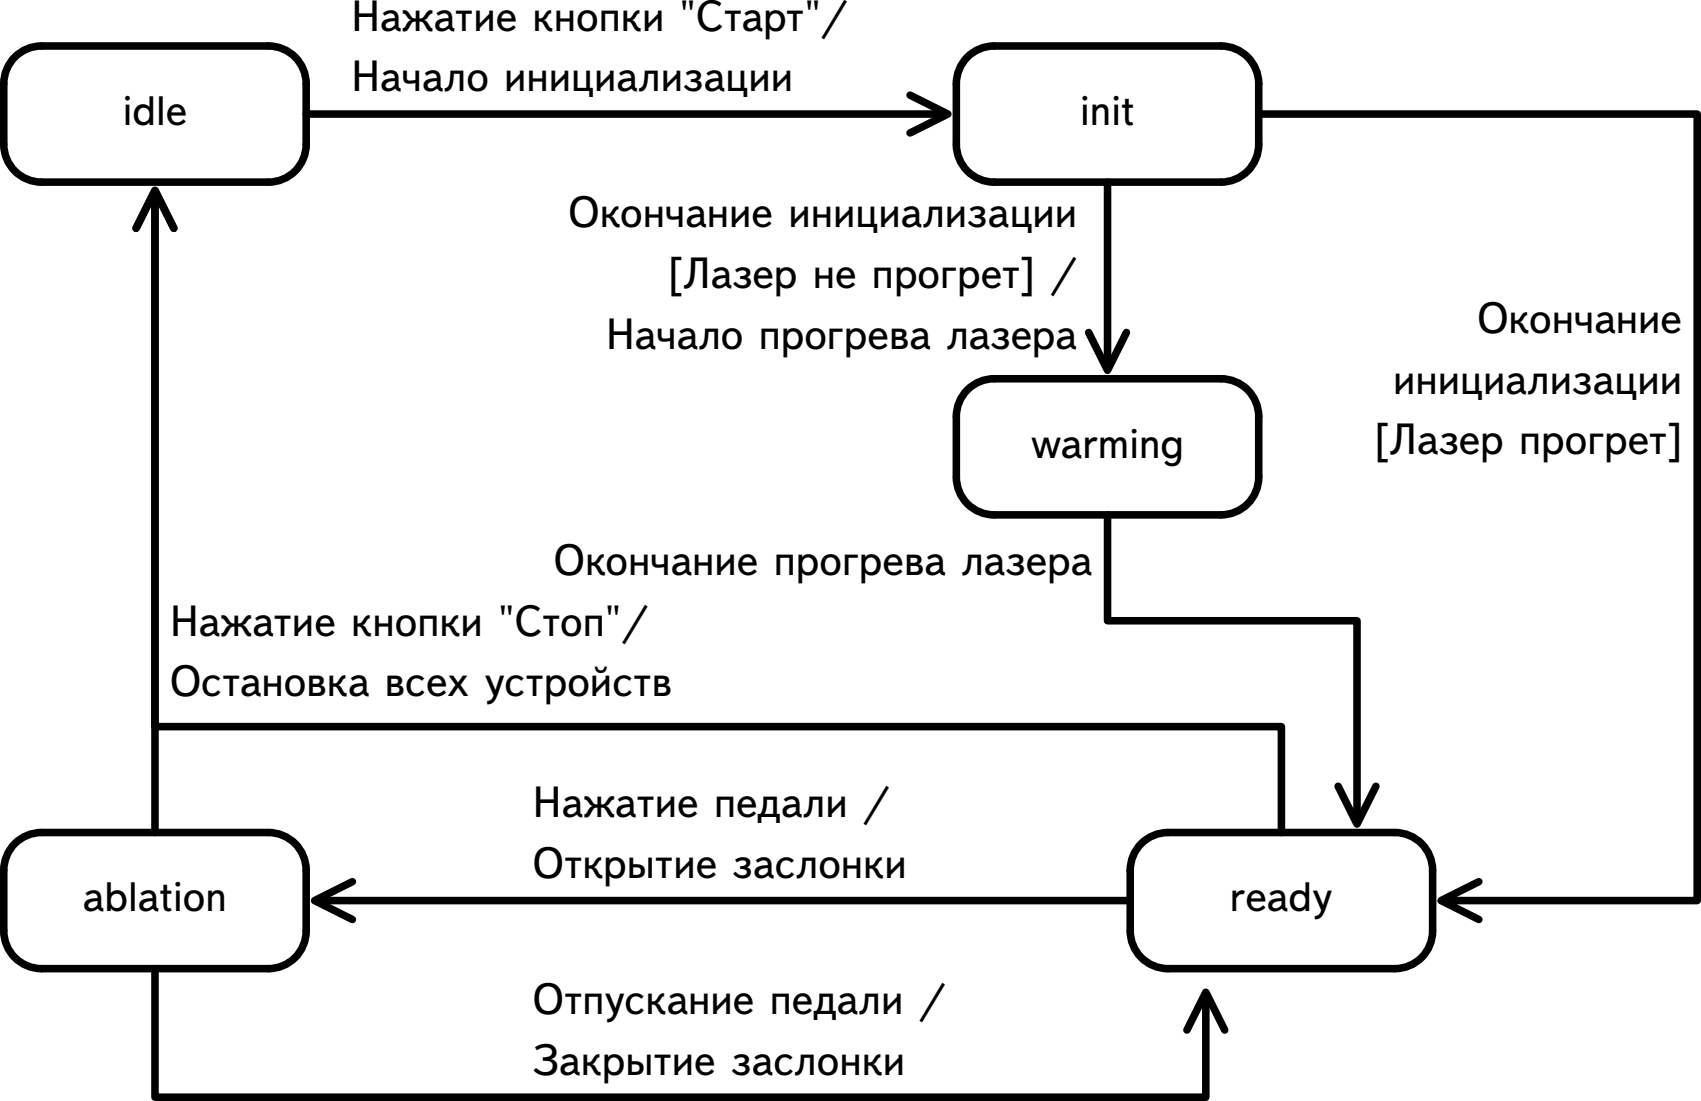 Нажатие кнопки "Старт"/
Начало инициализации
idle
init
Окончание инициализации
[Лазер не прогрет] /
Начало прогрева лазера
Окончание
инициализации
[Лазер прогрет]
warming
Окончание прогрева лазера
Нажатие кнопки "Стоп"/
Остановка всех устройств
Нажатие педали /
Открытие заслонки
ablation
ready
Отпускание педали /
Закрытие заслонки